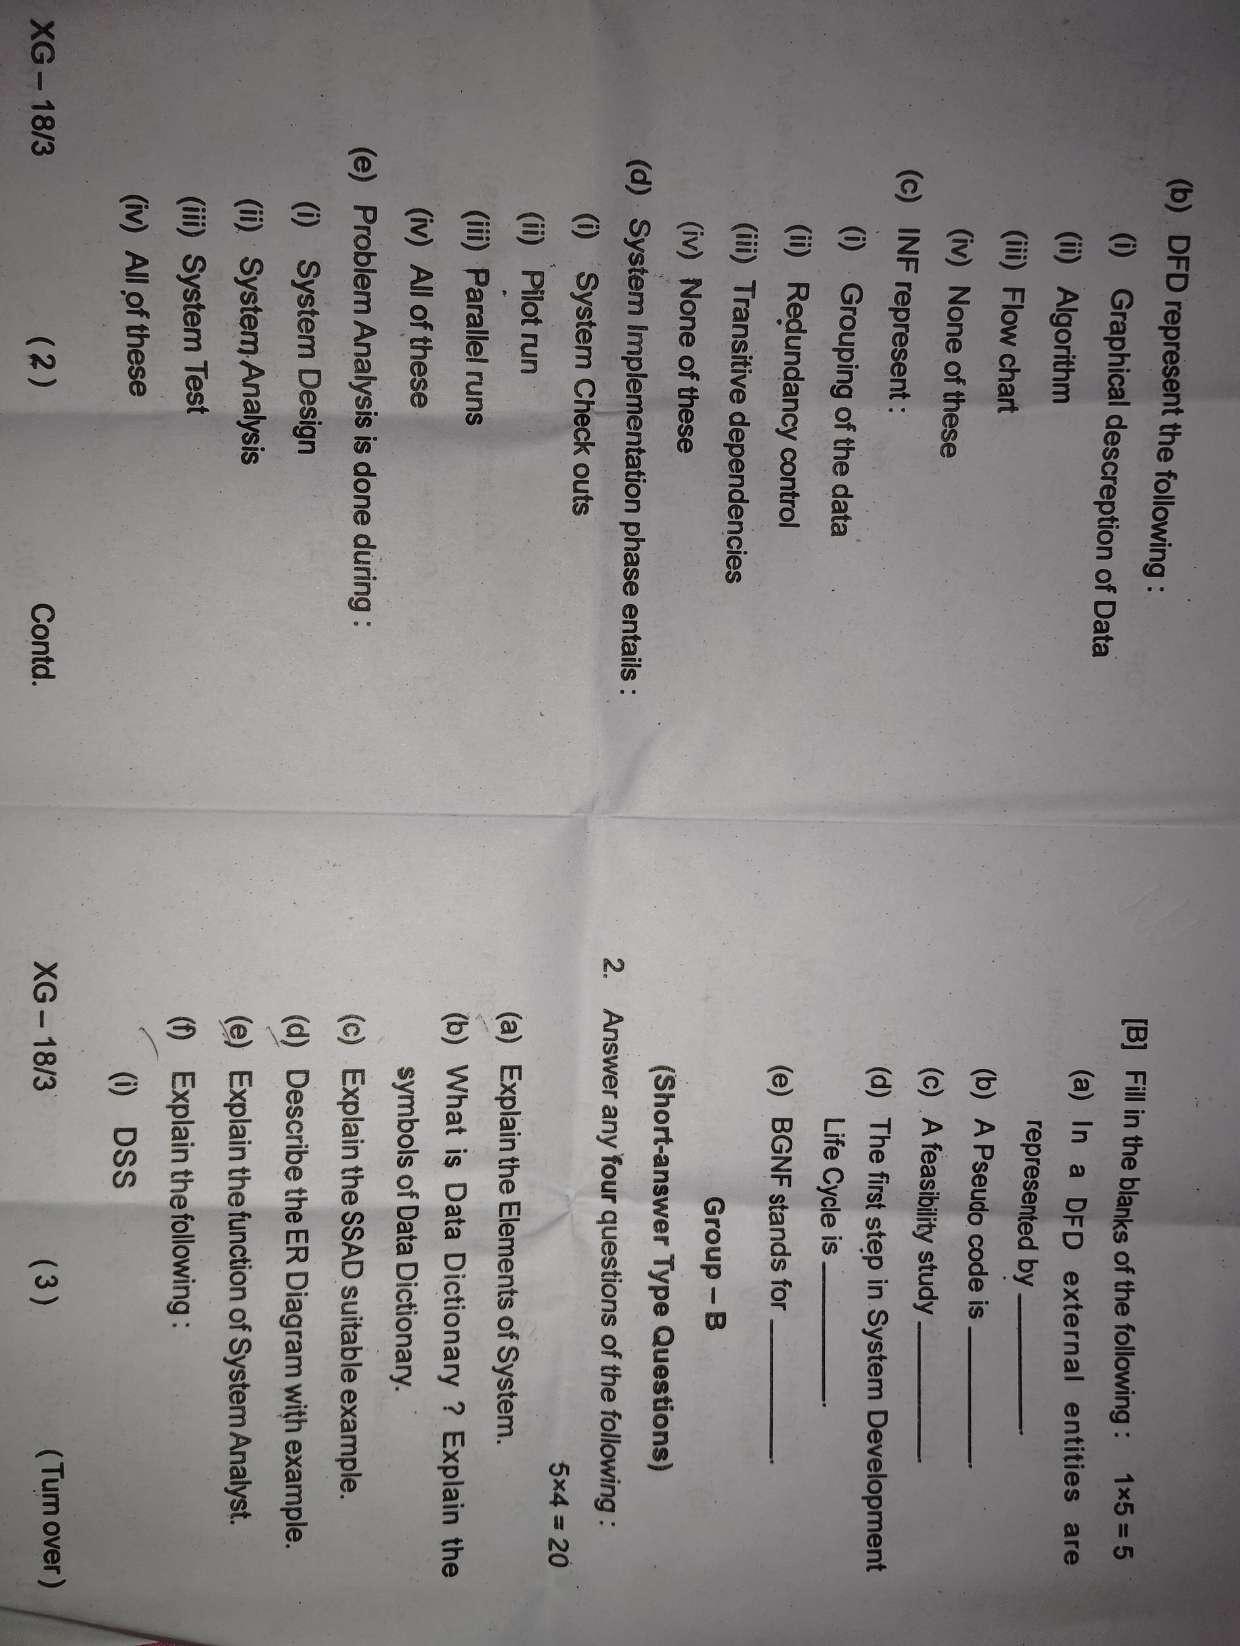 (b) DFD represent the following :
(i) Graphical descreption of Data
(ii) Algorithm
(iii) Flow chart
(iv) None of these
(c) INF represent :
(i) Grouping of the data
(ii) Redundancy control
(iii) Transitive dependencies
(iv) None of these
(d) System Implementation phase entails :
(i) System Check outs
(ii) Pilot run
(iii) Parallel runs
(iv) All of these
(e) Problem Analysis is done during :
(i) System Design
(ii) System Analysis
(iii) System Test
(iv) All of these
XG – 18/3 ( 2 ) Contd.
[B] Fill in the blanks of the following : 1×5 = 5
(a) In a DFD external entities are
represented by ________
(b) A Pseudo code is ________
(c) A feasibility study ________
(d) The first step in System Development
Life Cycle is ________.
(e) BGNF stands for ________
Group – B
(Short-answer Type Questions)
2. Answer any four questions of the following :
5×4 = 20
(a) Explain the Elements of System.
(b) What is Data Dictionary ? Explain the
symbols of Data Dictionary.
(c) Explain the SSAD suitable example.
(d) Describe the ER Diagram with example.
(e) Explain the function of System Analyst.
(f) Explain the following :
(i) DSS
XG – 18/3 ( 3 ) (Turn over)